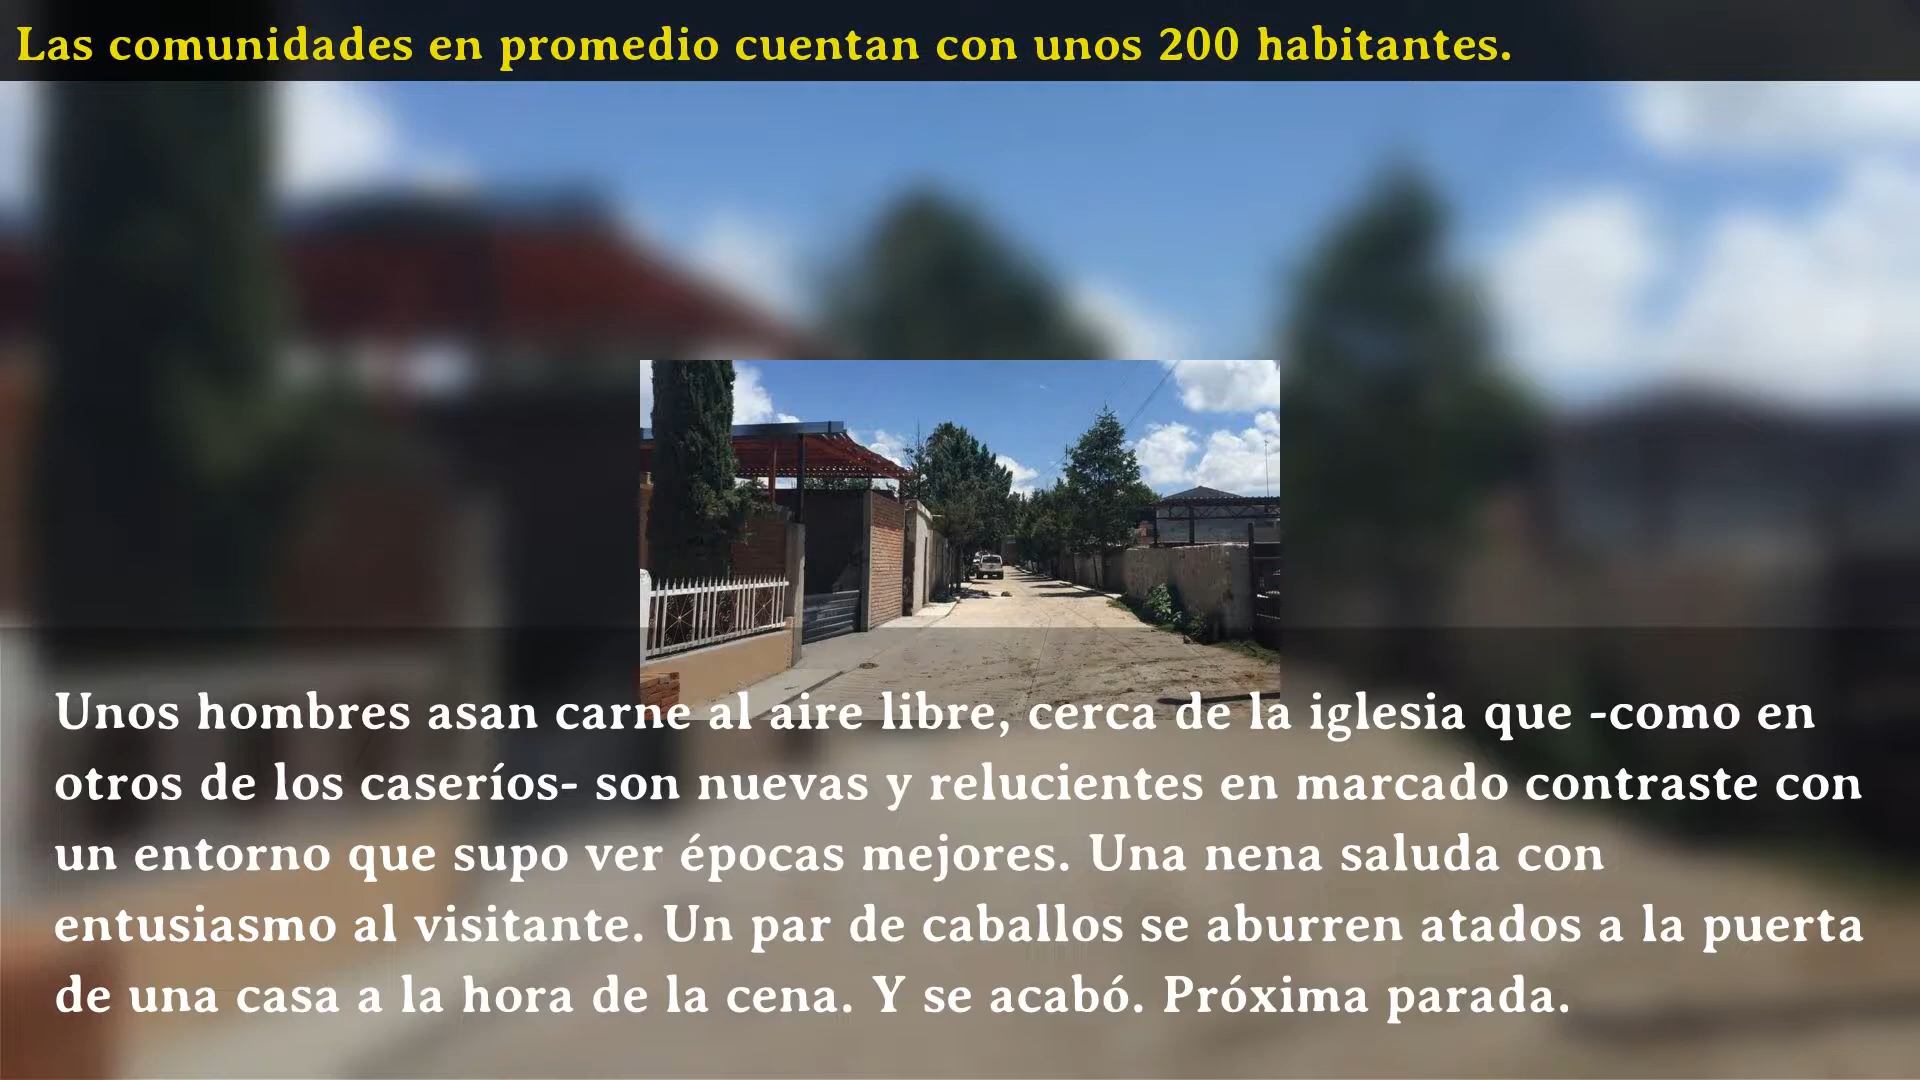 Las comunidades en promedio cuentan con unos 200 habitantes.
Unos hombres asan carne al aire libre, cerca de la iglesia que -como en
otros de los caseríos- son nuevas y relucientes en marcado contraste con
un entorno que supo ver épocas mejores. Una nena saluda con
entusiasmo al visitante. Un par de caballos se aburren atados a la puerta
de una casa a la hora de la cena. Y se acabó. Próxima parada.